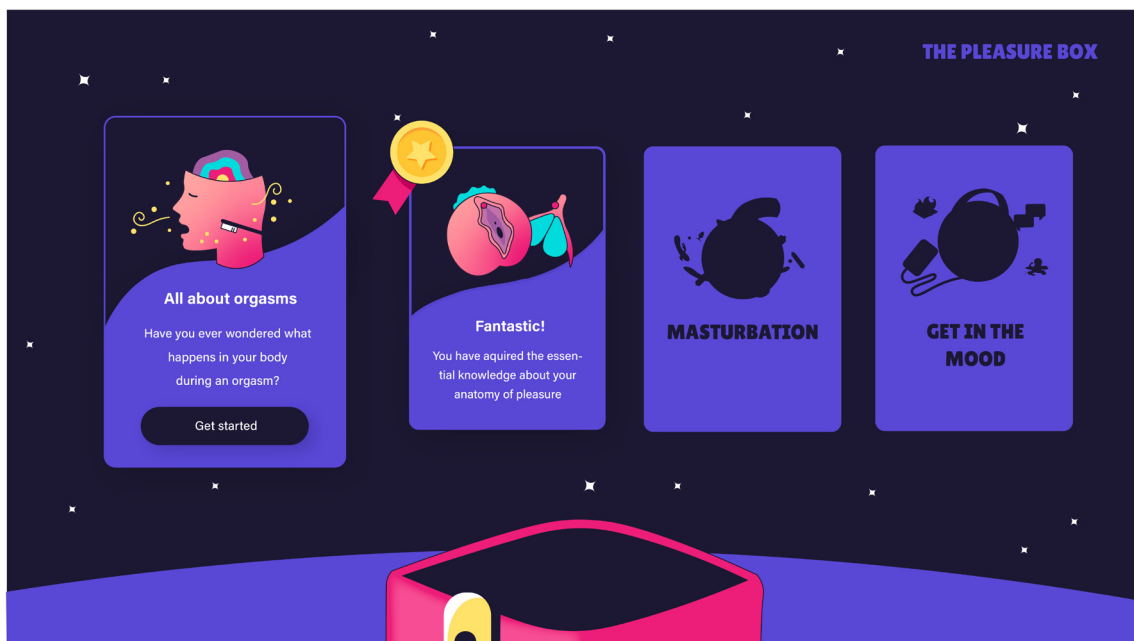 THE PLEASURE BOX
All about orgasms
Have you ever wondered what
happens in your body
during an orgasm?
Get started
Fantastic!
You have aquired the essen-
tial knowledge about your
anatomy of pleasure
MASTURBATION
GET IN THE
MOOD